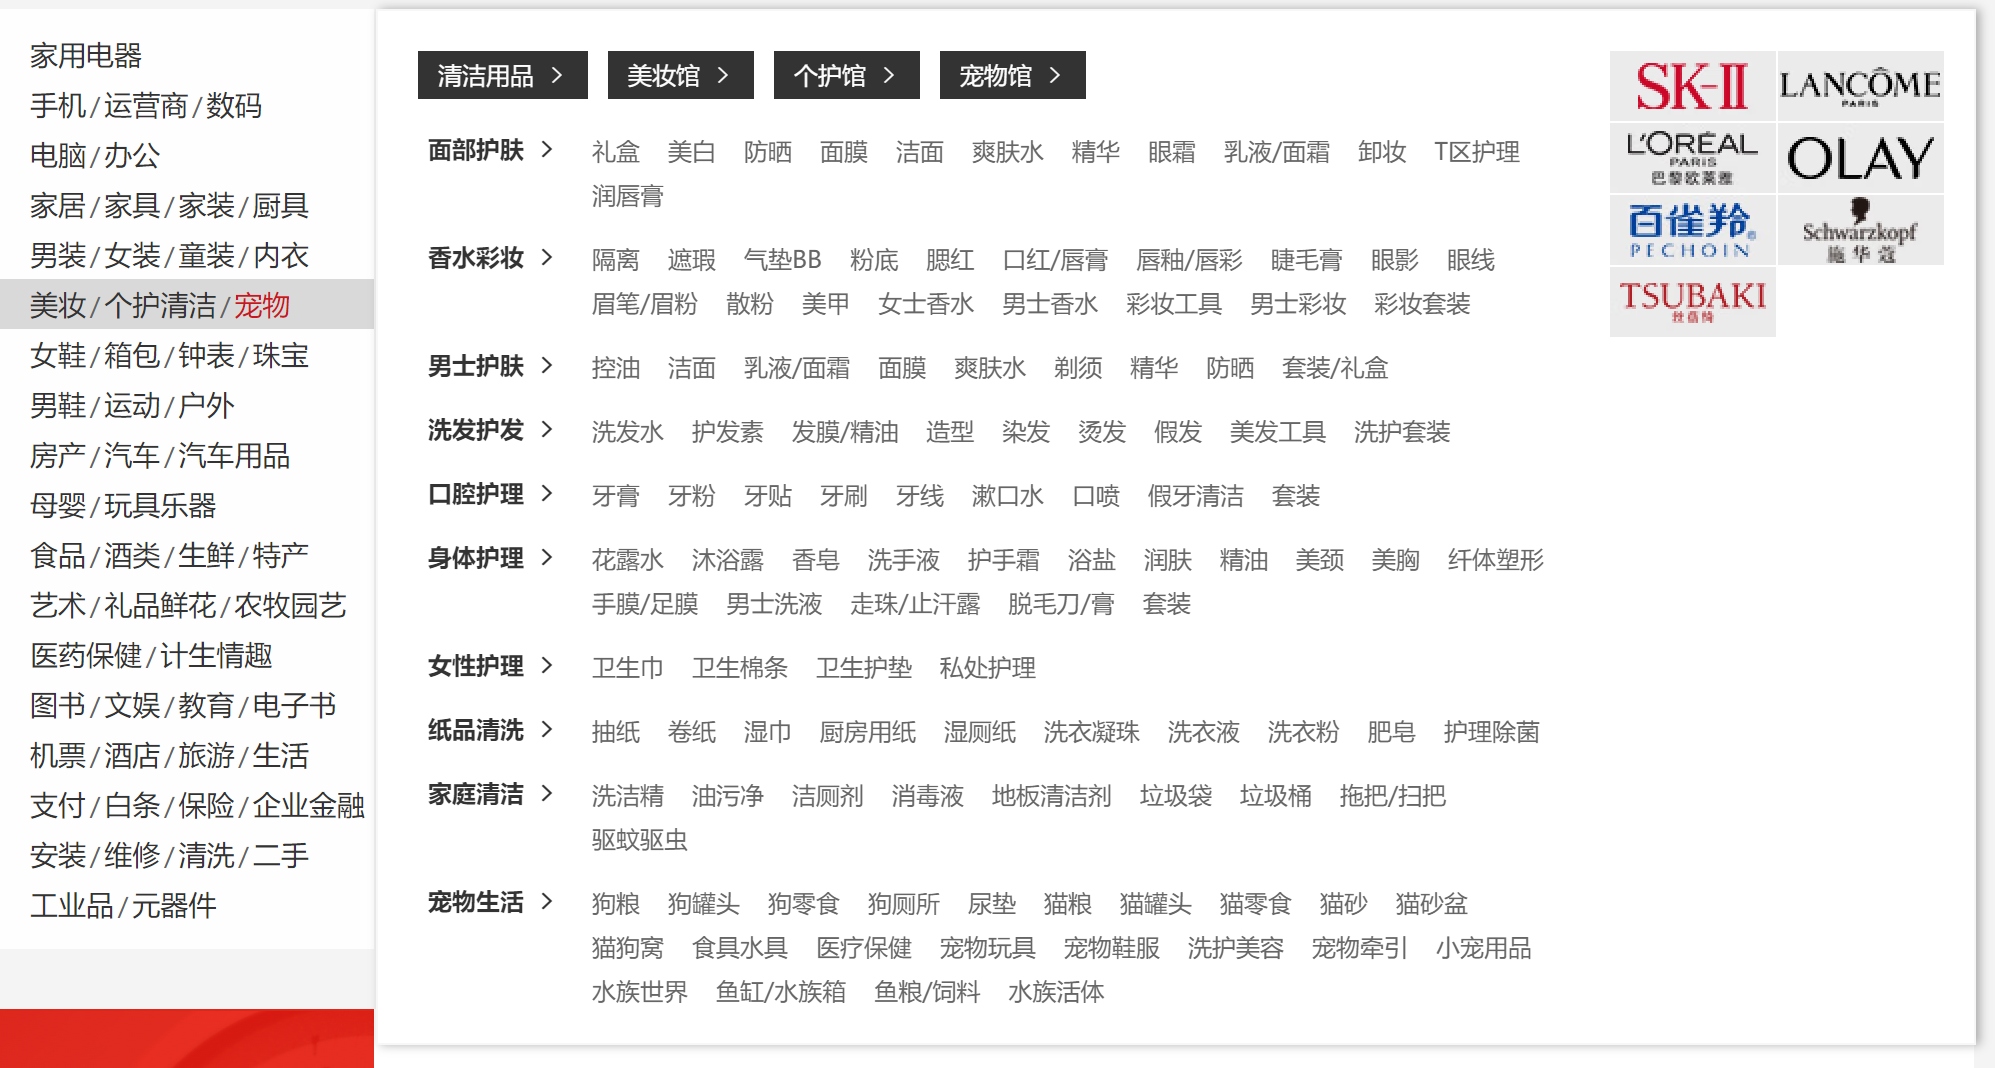 家用电器
手机/运营商/数码
电脑/办公
家居/家具/家装/厨具
男装/女装/童装/内衣
美妆/个护清洁/宠物
女鞋/箱包/钟表/珠宝
男鞋/运动/户外
房产/汽车/汽车用品
母婴/玩具乐器
食品/酒类/生鲜/特产
艺术/礼品鲜花/农牧园艺
医药保健/计生情趣
图书/文娱/教育/电子书
机票/酒店/旅游/生活
支付/白条/保险/企业金融
安装/维修/清洗/二手
工业品/元器件
清洁用品 > 美妆馆 > 个护馆 > 宠物馆 >
面部护肤 > 礼盒 美白 防晒 面膜 洁面 爽肤水 精华 眼霜 乳液/面霜 卸妆 T区护理
润唇膏
香水彩妆 > 隔离 遮瑕 气垫BB 粉底 腮红 口红/唇膏 唇釉/唇彩 睫毛膏 眼影 眼线
眉笔/眉粉 散粉 美甲 女士香水 男士香水 彩妆工具 男士彩妆 彩妆套装
男士护肤 > 控油 洁面 乳液/面霜 面膜 爽肤水 剃须 精华 防晒 套装/礼盒
洗发护发 > 洗发水 护发素 发膜/精油 造型 染发 烫发 假发 美发工具 洗护套装
口腔护理 > 牙膏 牙粉 牙贴 牙刷 牙线 漱口水 口喷 假牙清洁 套装
身体护理 > 花露水 沐浴露 香皂 洗手液 护手霜 浴盐 润肤 精油 美颈 美胸 纤体塑形
手膜/足膜 男士洗液 走珠/止汗露 脱毛刀/膏 套装
女性护理 > 卫生巾 卫生棉条 卫生护垫 私处护理
纸品清洗 > 抽纸 卷纸 湿巾 厨房用纸 湿厕纸 洗衣凝珠 洗衣液 洗衣粉 肥皂 护理除菌
家庭清洁 > 洗洁精 油污净 洁厕剂 消毒液 地板清洁剂 垃圾袋 垃圾桶 拖把/扫把
驱蚊驱虫
宠物生活 > 狗粮 狗罐头 狗零食 狗厕所 尿垫 猫粮 猫罐头 猫零食 猫砂 猫砂盆
猫狗窝 食具水具 医疗保健 宠物玩具 宠物鞋服 洗护美容 宠物牵引 小宠用品
水族世界 鱼缸/水族箱 鱼粮/饲料 水族活体
SK-II
LANCÔME
PARIS
L'ORÉAL
PARIS
巴黎欧莱雅
OLAY
百雀羚
PECHOIN
Schwarzkopf
施华蔻
TSUBAKI
丝蓓绮